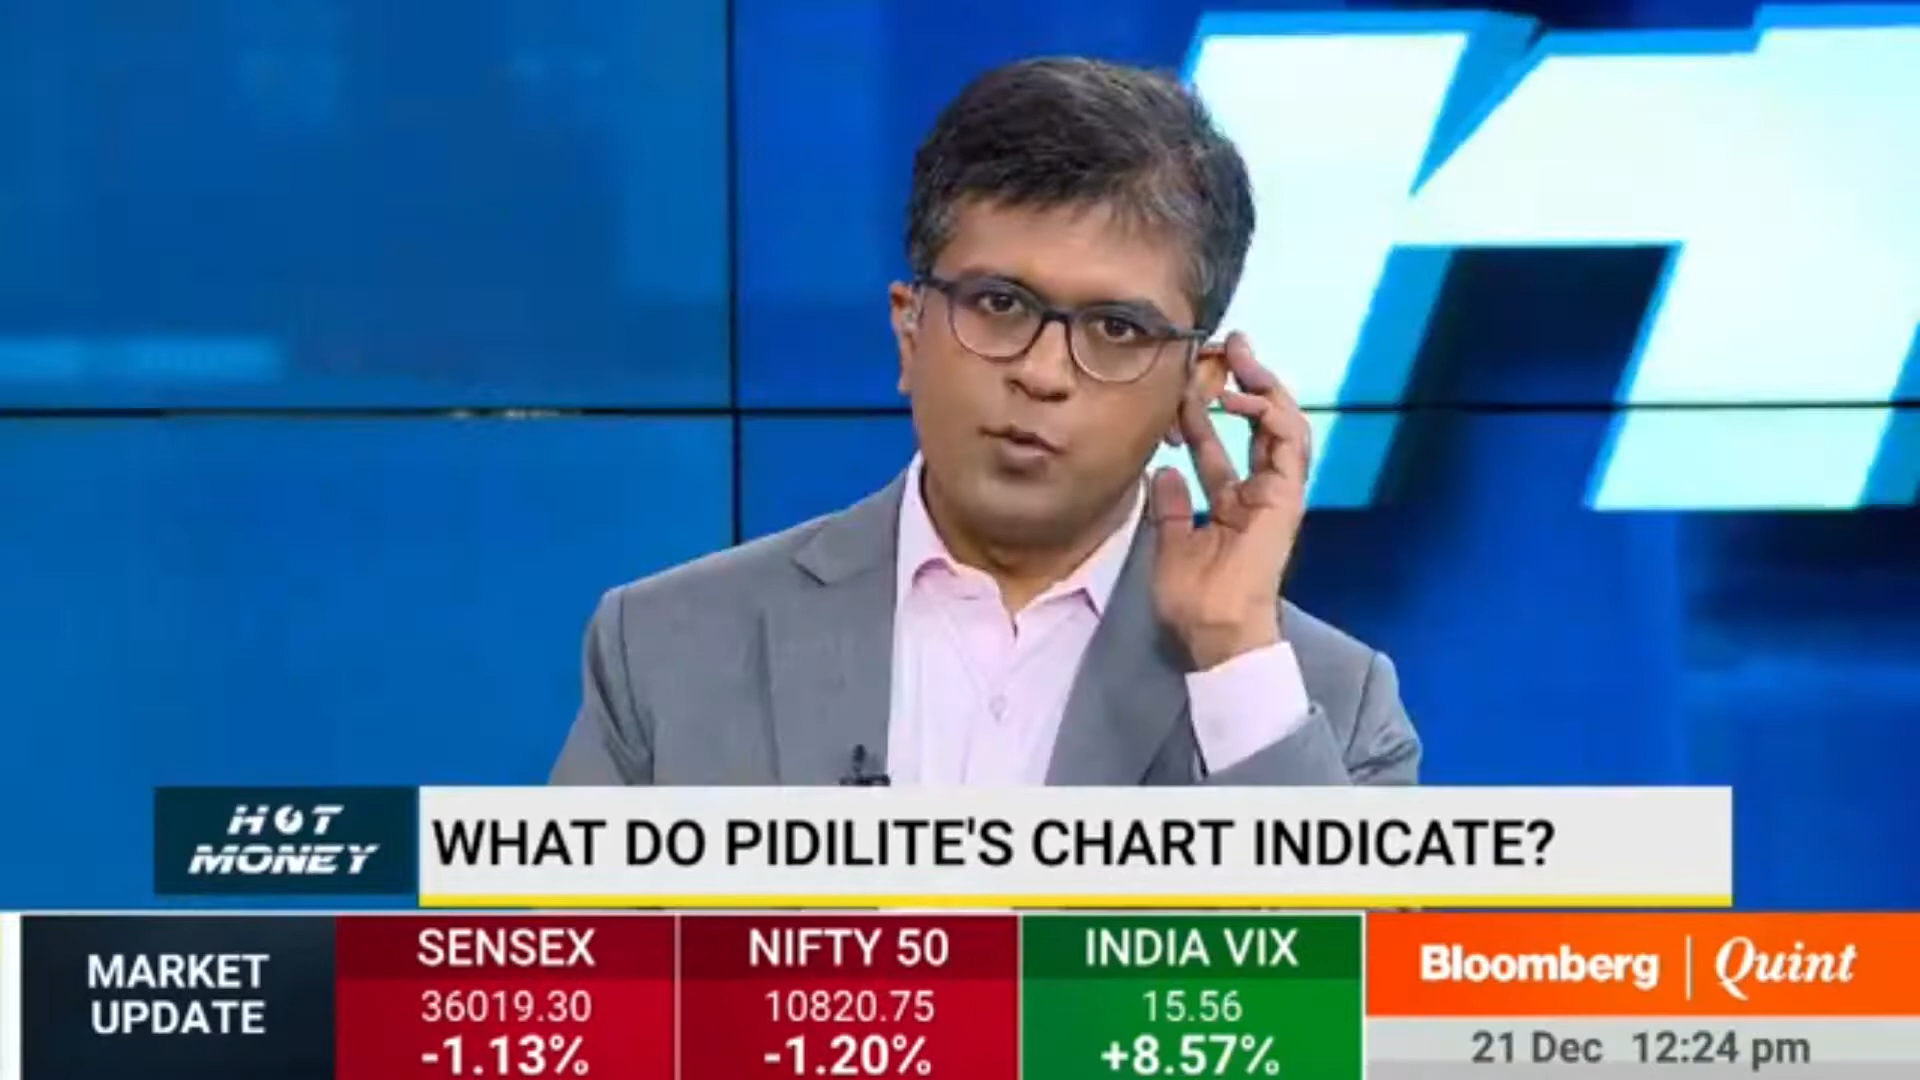 HOT
MONEY
WHAT DO PIDILITE'S CHART INDICATE?
MARKET
UPDATE
SENSEX
36019.30
-1.13%
NIFTY 50
10820.75
-1.20%
INDIA VIX
15.56
+8.57%
Bloomberg | Quint
21 Dec 12:24 pm